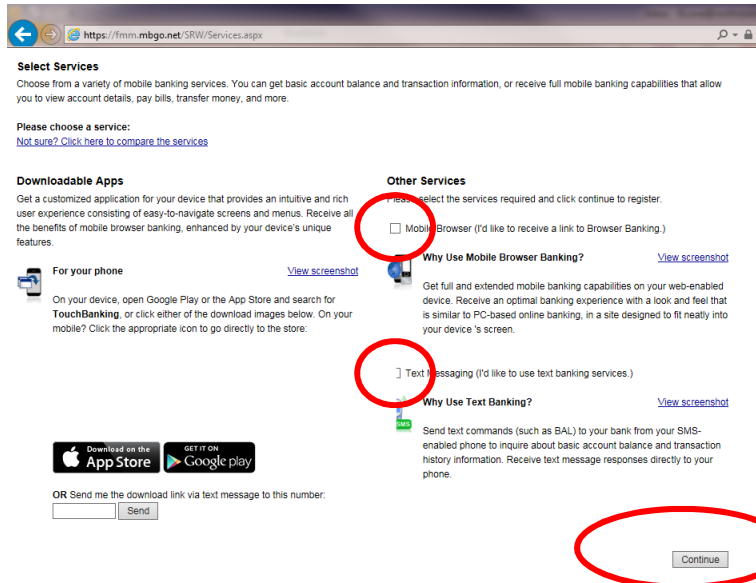 https://fmm.mbgo.net/SRW/Services.aspx
Select Services
Choose from a variety of mobile banking services. You can get basic account balance and transaction information, or receive full mobile banking capabilities that allow
you to view account details, pay bills, transfer money, and more.
Please choose a service:
Not sure? Click here to compare the services
Downloadable Apps
Get a customized application for your device that provides an intuitive and rich
user experience consisting of easy-to-navigate screens and menus. Receive all
the benefits of mobile browser banking, enhanced by your device's unique
features.
For your phone
View screenshot
On your device, open Google Play or the App Store and search for
TouchBanking, or click either of the download images below. On your
mobile? Click the appropriate icon to go directly to the store:
Download on the
App Store
GET IT ON
Google play
OR Send me the download link via text message to this number:
Send
Other Services
Please select the services required and click continue to register.
Mobile Browser (I'd like to receive a link to Browser Banking.)
Why Use Mobile Browser Banking?
View screenshot
Get full and extended mobile banking capabilities on your web-enabled
device. Receive an optimal banking experience with a look and feel that
is similar to PC-based online banking, in a site designed to fit neatly into
your device 's screen.
Text Messaging (I'd like to use text banking services.)
Why Use Text Banking?
View screenshot
SMS
Send text commands (such as BAL) to your bank from your SMS-
enabled phone to inquire about basic account balance and transaction
history information. Receive text message responses directly to your
phone.
Continue